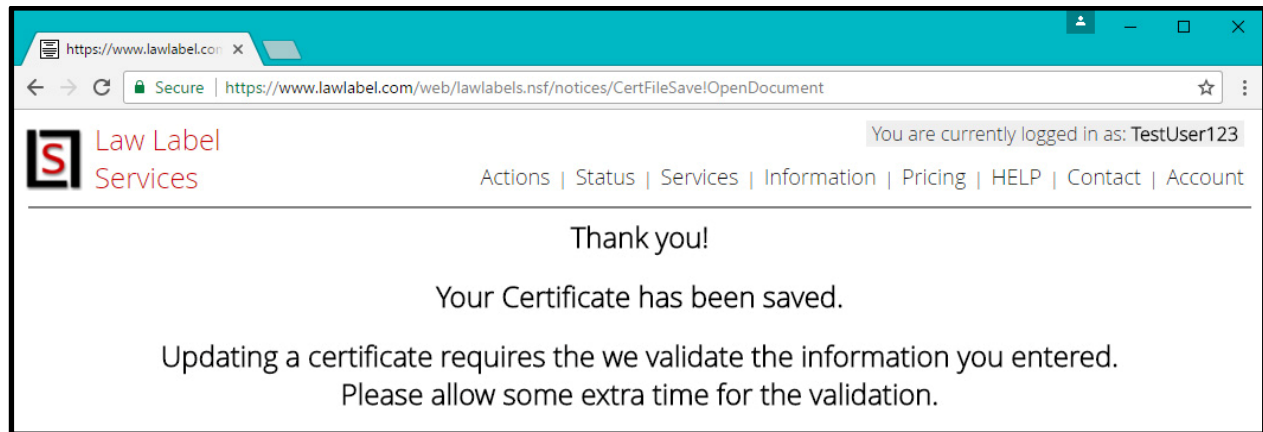 https://www.lawlabel.con
Secure | https://www.lawlabel.com/web/lawlabels.nsf/notices/CertFileSave!OpenDocument
LS
Law Label
Services
You are currently logged in as: TestUser123
Actions | Status | Services | Information | Pricing | HELP | Contact | Account
Thank you!
Your Certificate has been saved.
Updating a certificate requires the we validate the information you entered.
Please allow some extra time for the validation.